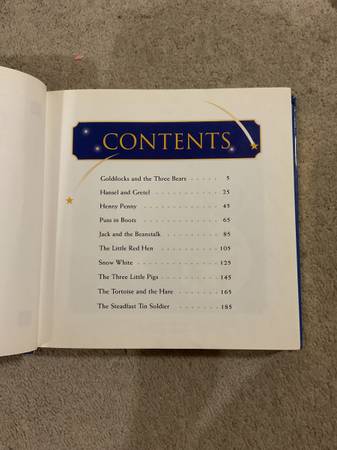 CONTENTS
Goldilocks and the Three Bears 5
Hansel and Gretel 25
Henny Penny 45
Puss in Boots 65
Jack and the Beanstalk 85
The Little Red Hen 105
Snow White 125
The Three Little Pigs 145
The Tortoise and the Hare 165
The Steadfast Tin Soldier 185